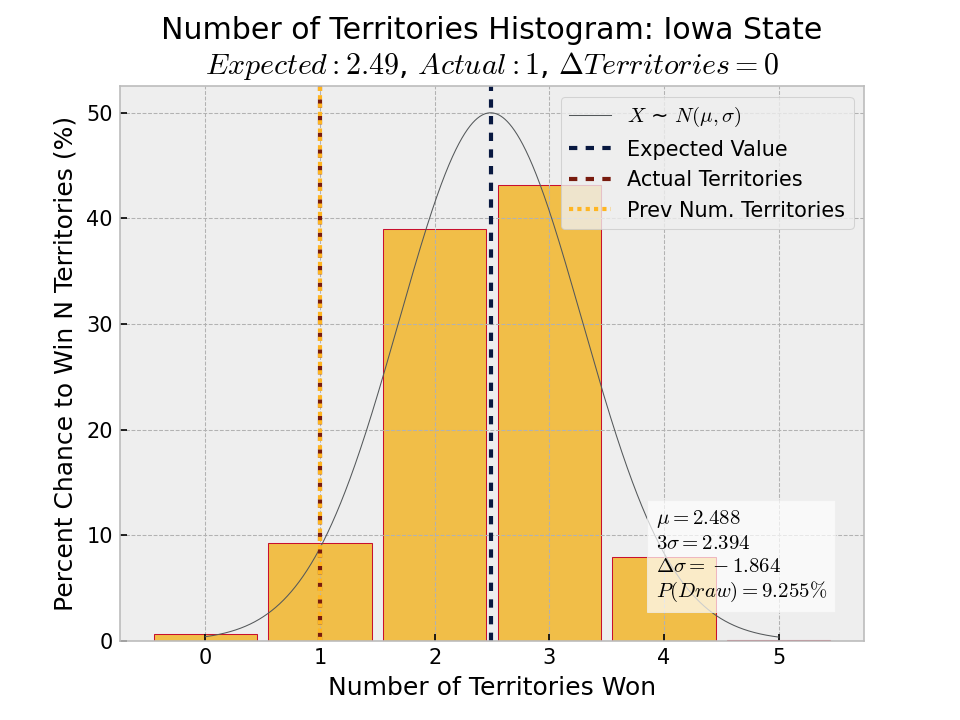 Number of Territories Histogram: Iowa State
Expected : 2.49, Actual : 1, ΔTerritories = 0
Percent Chance to Win N Territories (%)
50
40
30
20
10
0
X ~ N(μ, σ)
Expected Value
Actual Territories
Prev Num. Territories
μ = 2.488
3σ = 2.394
Δσ = −1.864
P(Draw) = 9.255%
0 1 2 3 4 5
Number of Territories Won